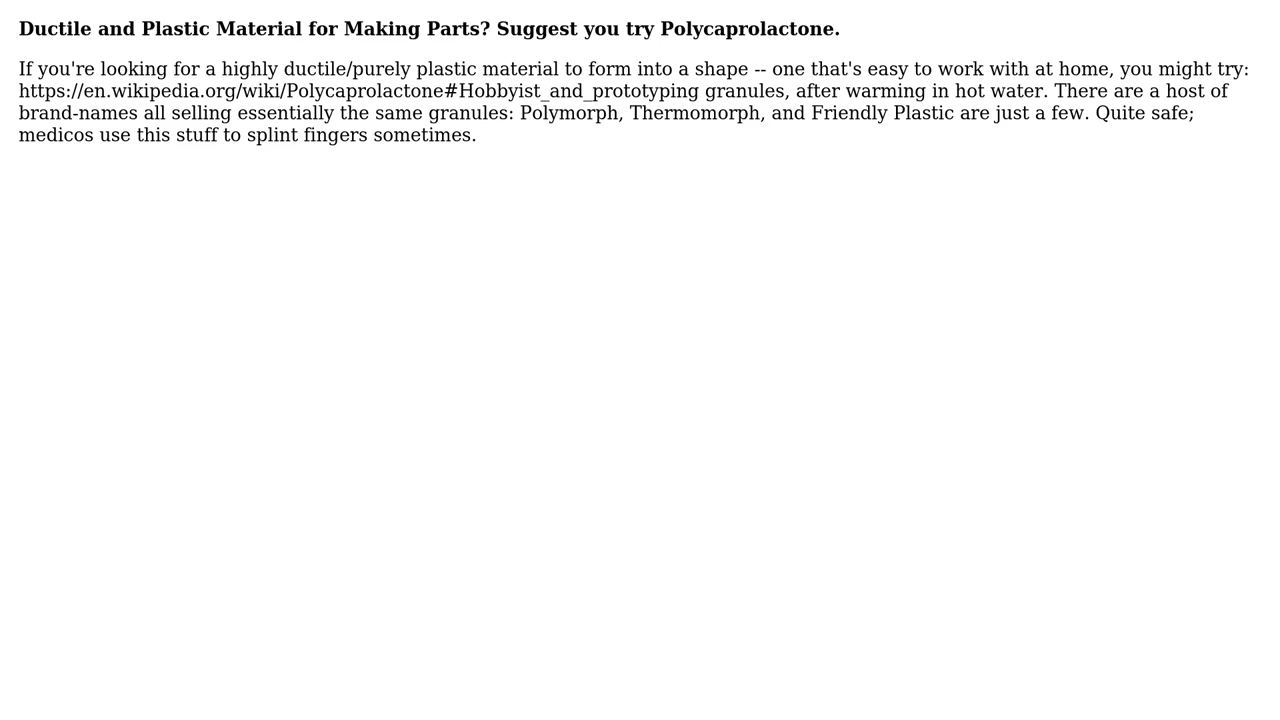 Ductile and Plastic Material for Making Parts? Suggest you try Polycaprolactone.
If you're looking for a highly ductile/purely plastic material to form into a shape -- one that's easy to work with at home, you might try:
https://en.wikipedia.org/wiki/Polycaprolactone#Hobbyist_and_prototyping granules, after warming in hot water. There are a host of
brand-names all selling essentially the same granules: Polymorph, Thermomorph, and Friendly Plastic are just a few. Quite safe;
medicos use this stuff to splint fingers sometimes.